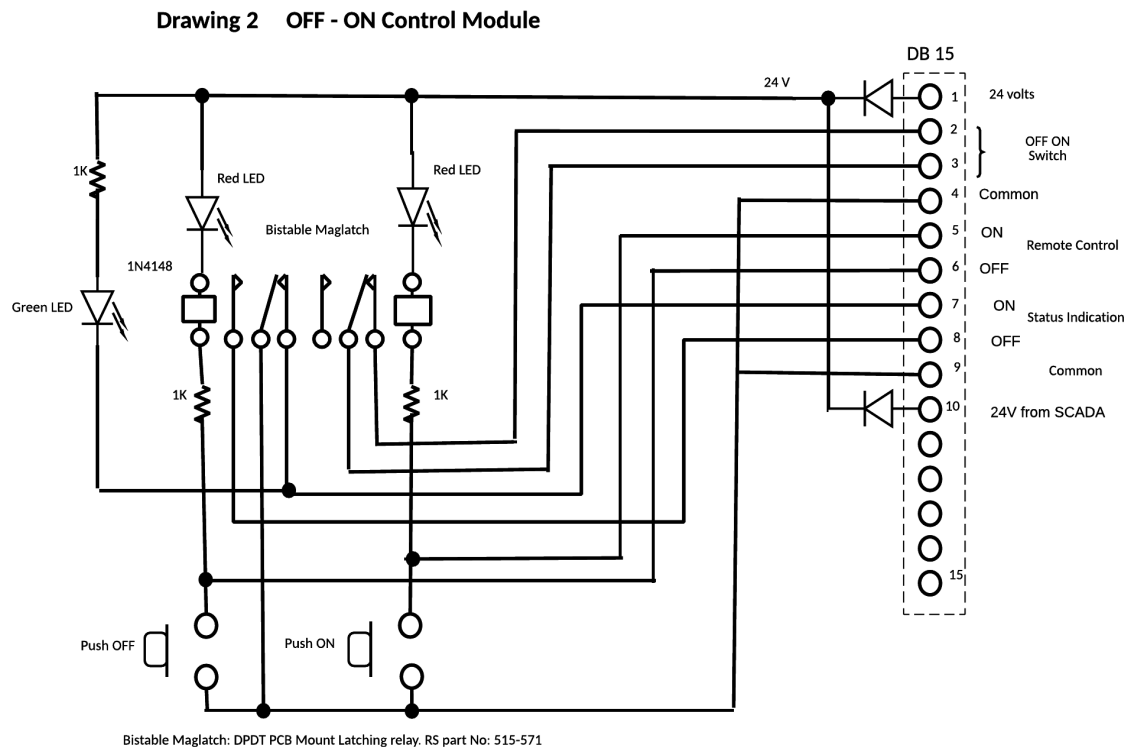 Drawing 2 OFF - ON Control Module
DB 15
24 V
1 24 volts
2
OFF ON
Switch
3
4 Common
5 ON
Remote Control
6 OFF
7 ON
Status Indication
8 OFF
9 Common
10 24V from SCADA
15
1K
Red LED
Red LED
Bistable Maglatch
1N4148
Green LED
1K
1K
Push OFF
Push ON
Bistable Maglatch: DPDT PCB Mount Latching relay. RS part No: 515-571